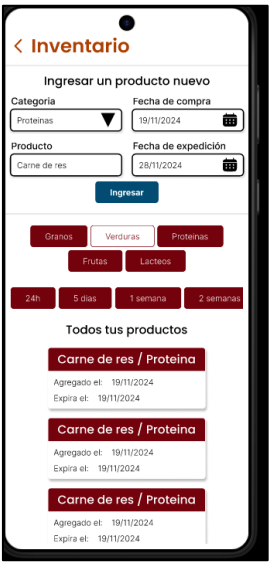 < Inventario
Ingresar un producto nuevo
Categoria
Fecha de compra
Proteinas
19/11/2024
Producto
Fecha de expedición
Carne de res
28/11/2024
Ingresar
Granos
Verduras
Proteinas
Frutas
Lacteos
24h
5 dias
1 semana
2 semanas
Todos tus productos
Carne de res / Proteina
Agregado el: 19/11/2024
Expira el: 19/11/2024
Carne de res / Proteina
Agregado el: 19/11/2024
Expira el: 19/11/2024
Carne de res / Proteina
Agregado el: 19/11/2024
Expira el: 19/11/2024